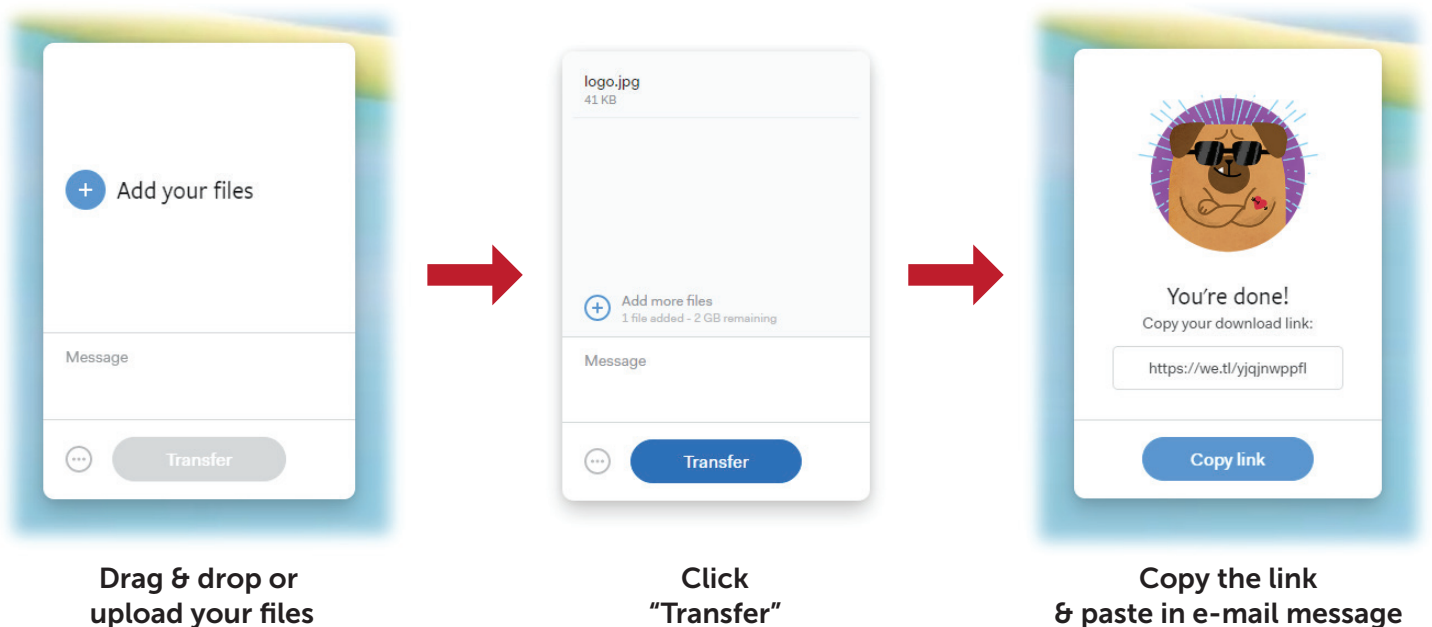 Add your files
Message
Transfer
Drag & drop or
upload your files
logo.jpg
41 KB
Add more files
1 file added - 2 GB remaining
Message
Transfer
Click
“Transfer”
You’re done!
Copy your download link:
https://we.tl/yjqjnwppfl
Copy link
Copy the link
& paste in e-mail message